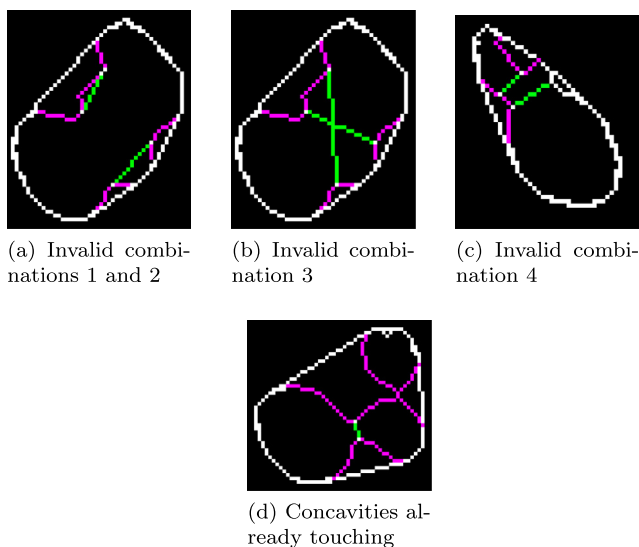 (a) Invalid combi-
nations 1 and 2
(b) Invalid combi-
nation 3
(c) Invalid combi-
nation 4
(d) Concavities al-
ready touching